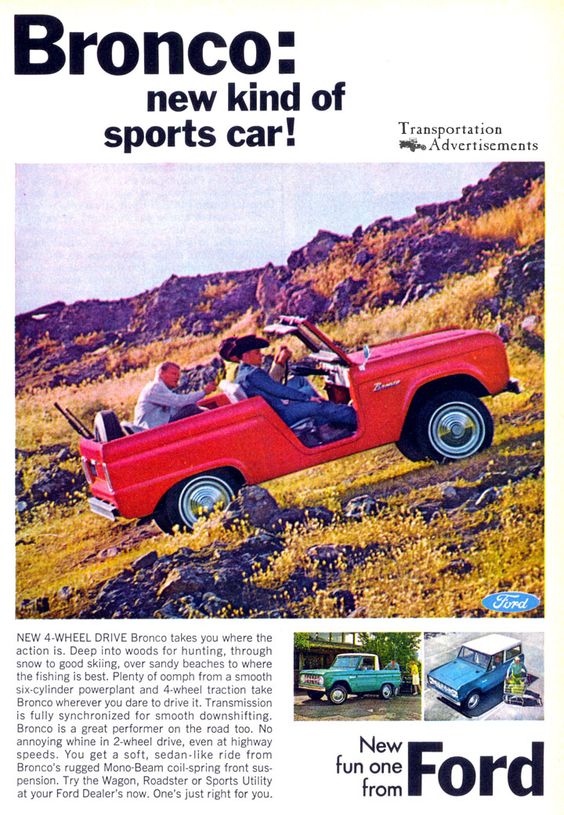 Bronco:
new kind of
sports car!
Transportation
Advertisements
Bronco
Ford
NEW 4-WHEEL DRIVE Bronco takes you where the
action is. Deep into woods for hunting, through
snow to good skiing, over sandy beaches to where
the fishing is best. Plenty of oomph from a smooth
six-cylinder powerplant and 4-wheel traction take
Bronco wherever you dare to drive it. Transmission
is fully synchronized for smooth downshifting.
Bronco is a great performer on the road too. No
annoying whine in 2-wheel drive, even at highway
speeds. You get a soft, sedan-like ride from
Bronco's rugged Mono-Beam coil-spring front sus-
pension. Try the Wagon, Roadster or Sports Utility
at your Ford Dealer's now. One's just right for you.
New
fun one
from Ford